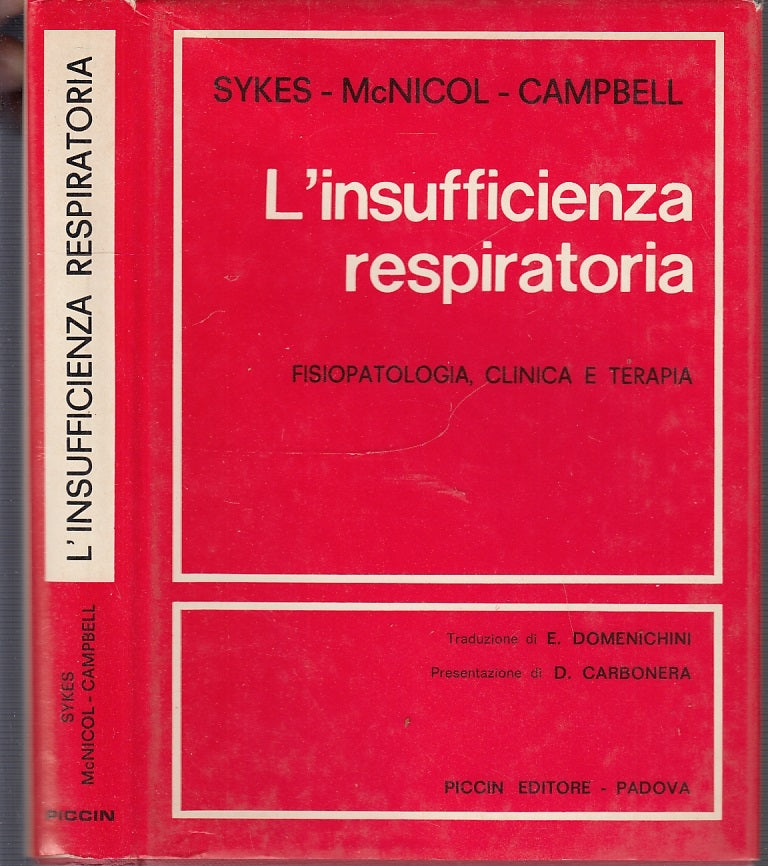 L'INSUFFICIENZA RESPIRATORIA
SYKES
McNICOL - CAMPBELL
PICCIN
SYKES - McNICOL - CAMPBELL
L'insufficienza
respiratoria
FISIOPATOLOGIA, CLINICA E TERAPIA
Traduzione di E. DOMENICHINI
Presentazione di D. CARBONERA
PICCIN EDITORE - PADOVA